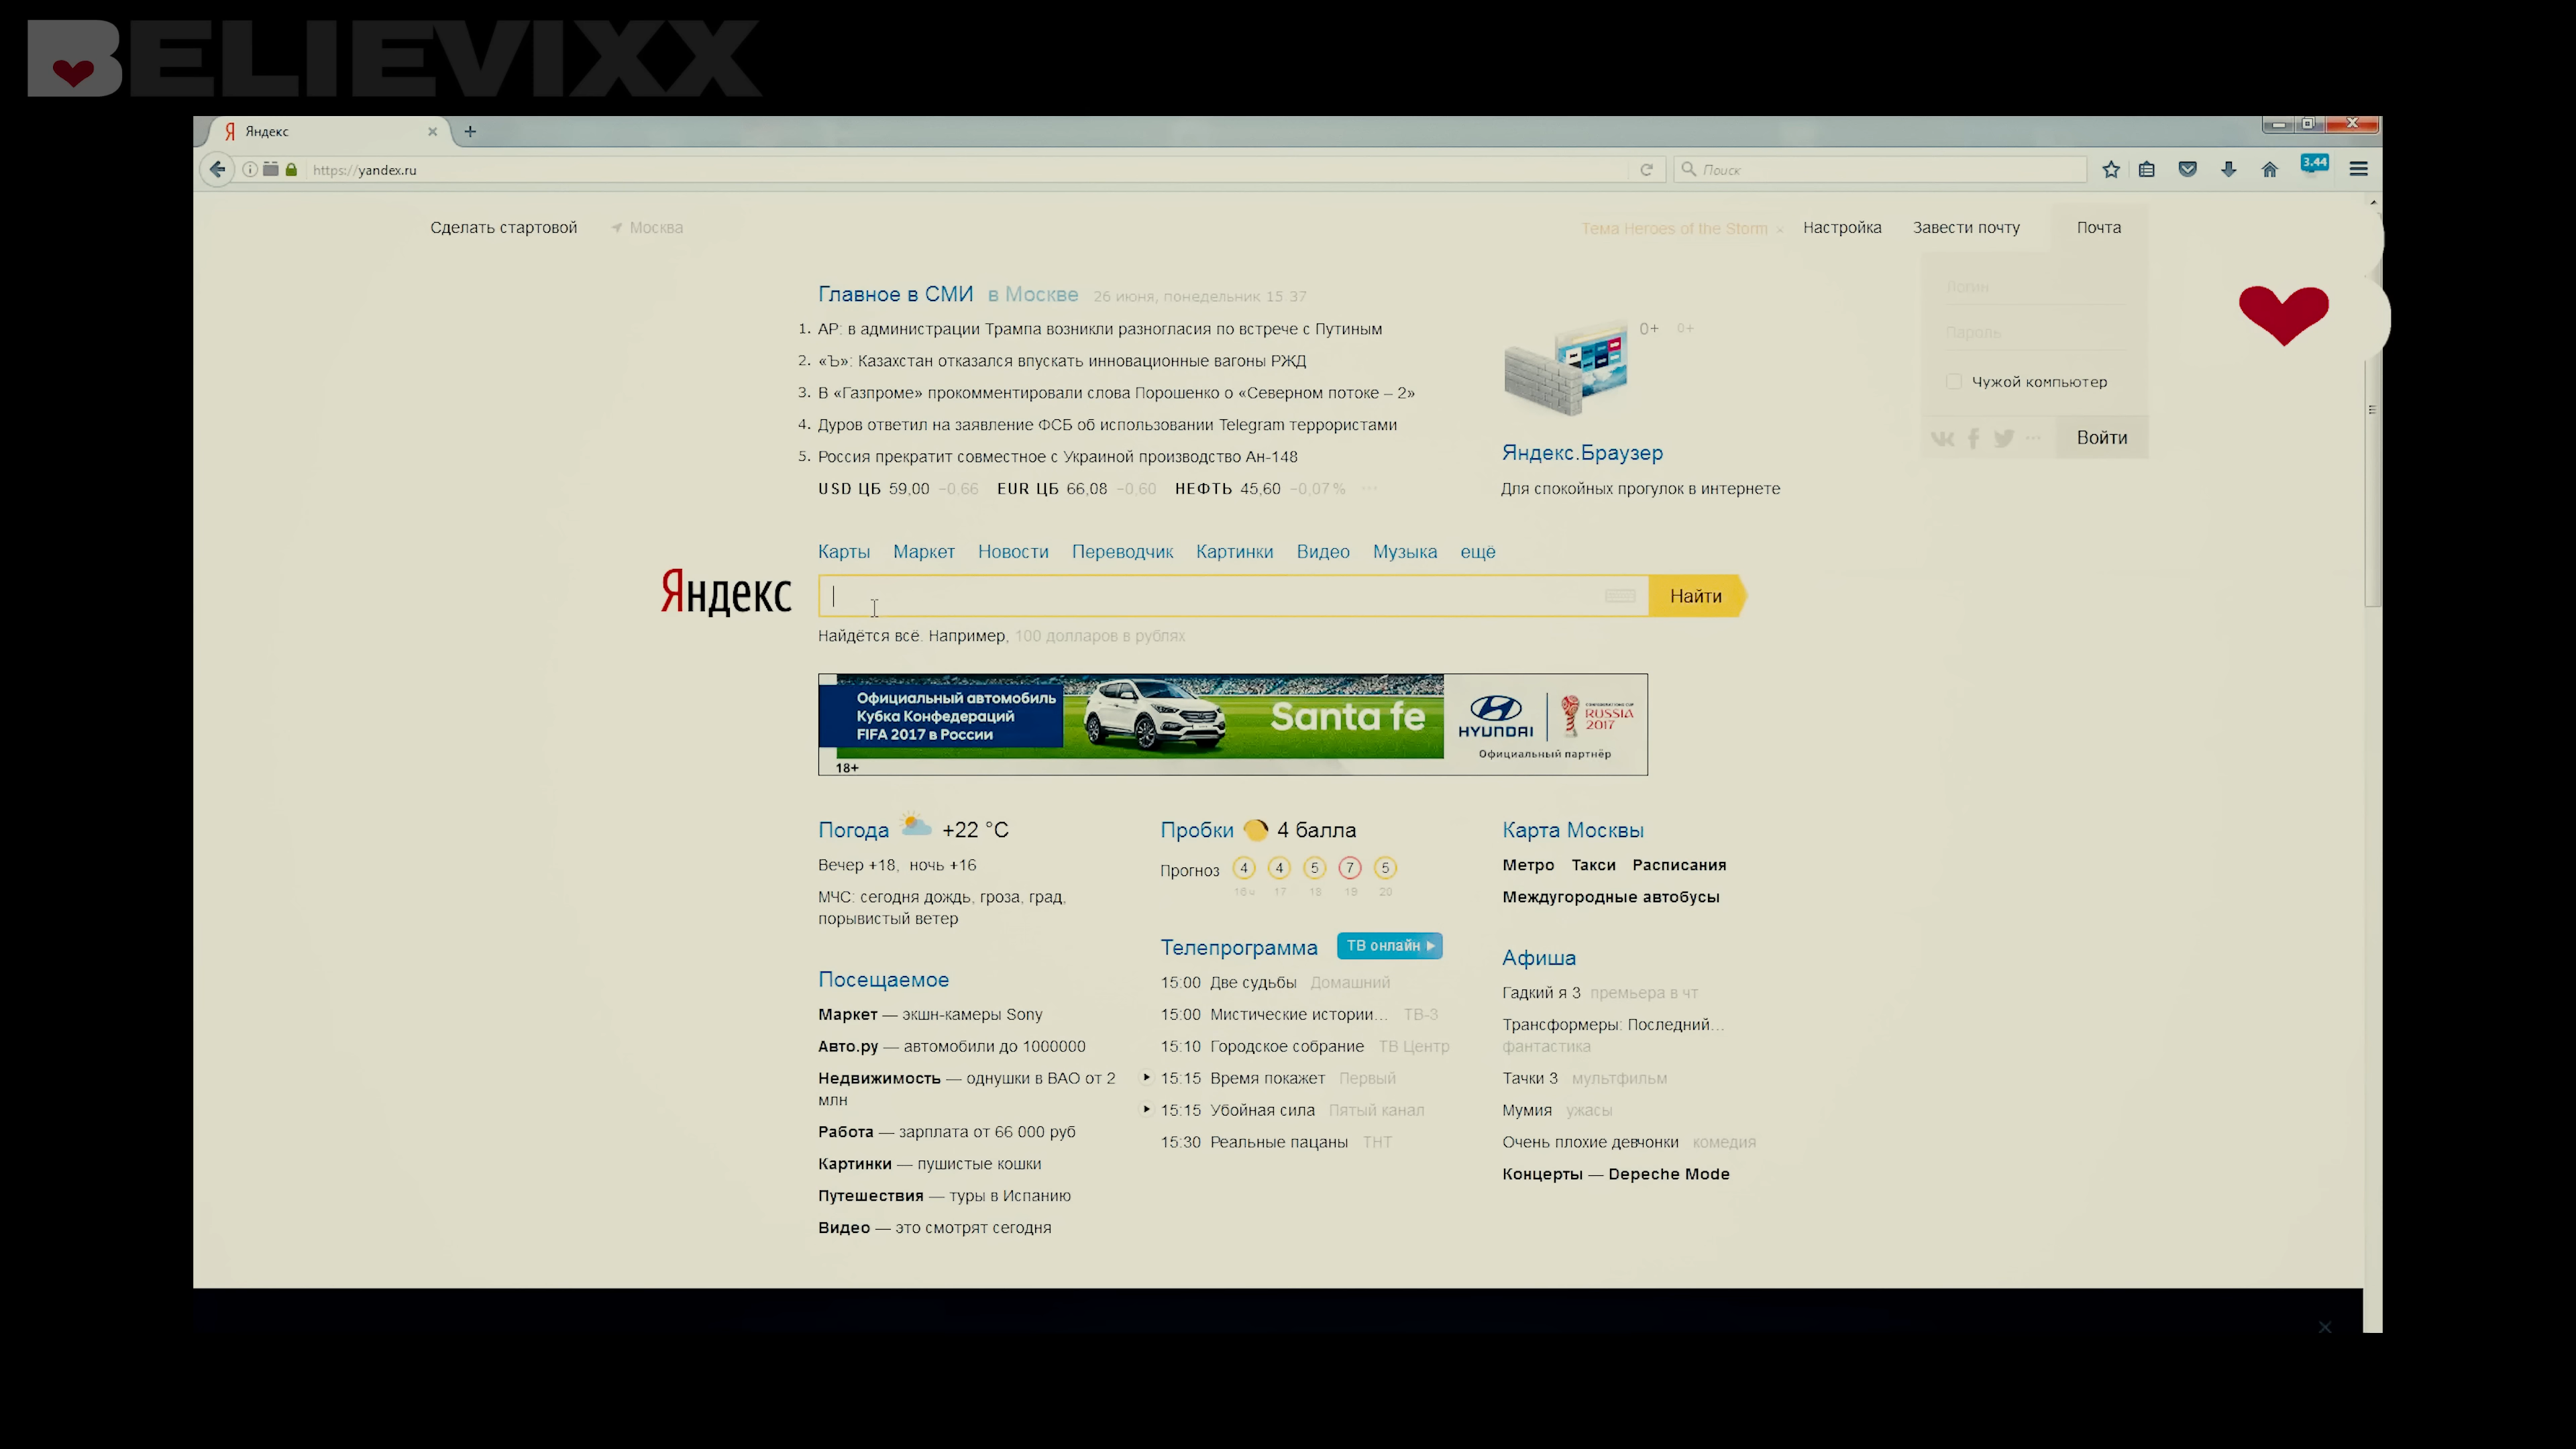 BELIEVIXX
Яндекс
https://yandex.ru
Поиск
3.44
Сделать стартовой Москва
Тема Heroes of the Storm Настройка Завести почту Почта
Главное в СМИ в Москве 26 июня, понедельник 15 37
1. AP: в администрации Трампа возникли разногласия по встрече с Путиным
2. «Ъ»: Казахстан отказался впускать инновационные вагоны РЖД
3. В «Газпроме» прокомментировали слова Порошенко о «Северном потоке – 2»
4. Дуров ответил на заявление ФСБ об использовании Telegram террористами
5. Россия прекратит совместное с Украиной производство Ан-148
USD ЦБ 59,00 −0,66 EUR ЦБ 66,08 −0,60 НЕФТЬ 45,60 −0,07% ...
0+ 0+
Яндекс.Браузер
Для спокойных прогулок в интернете
Логин
Пароль
Чужой компьютер
Войти
Карты Маркет Новости Переводчик Картинки Видео Музыка ещё
Яндекс
Найти
Найдётся всё. Например, 100 долларов в рублях
Официальный автомобиль
Кубка Конфедераций
FIFA 2017 в России
18+
Santa fe
HYUNDAI
RUSSIA
2017
Официальный партнёр
Погода +22 °C
Вечер +18, ночь +16
МЧС: сегодня дождь, гроза, град,
порывистый ветер
Посещаемое
Маркет — экшн-камеры Sony
Авто.ру — автомобили до 1000000
Недвижимость — однушки в ВАО от 2
млн
Работа — зарплата от 66 000 руб
Картинки — пушистые кошки
Путешествия — туры в Испанию
Видео — это смотрят сегодня
Пробки 4 балла
Прогноз 4 4 5 7 5
16ч 17 18 19 20
Телепрограмма ТВ онлайн
15:00 Две судьбы Домашний
15:00 Мистические истории... ТВ-3
15:10 Городское собрание ТВ Центр
15:15 Время покажет Первый
15:15 Убойная сила Пятый канал
15:30 Реальные пацаны ТНТ
Карта Москвы
Метро Такси Расписания
Междугородные автобусы
Афиша
Гадкий я 3 премьера в чт
Трансформеры: Последний...
фантастика
Тачки 3 мультфильм
Мумия ужасы
Очень плохие девчонки комедия
Концерты — Depeche Mode